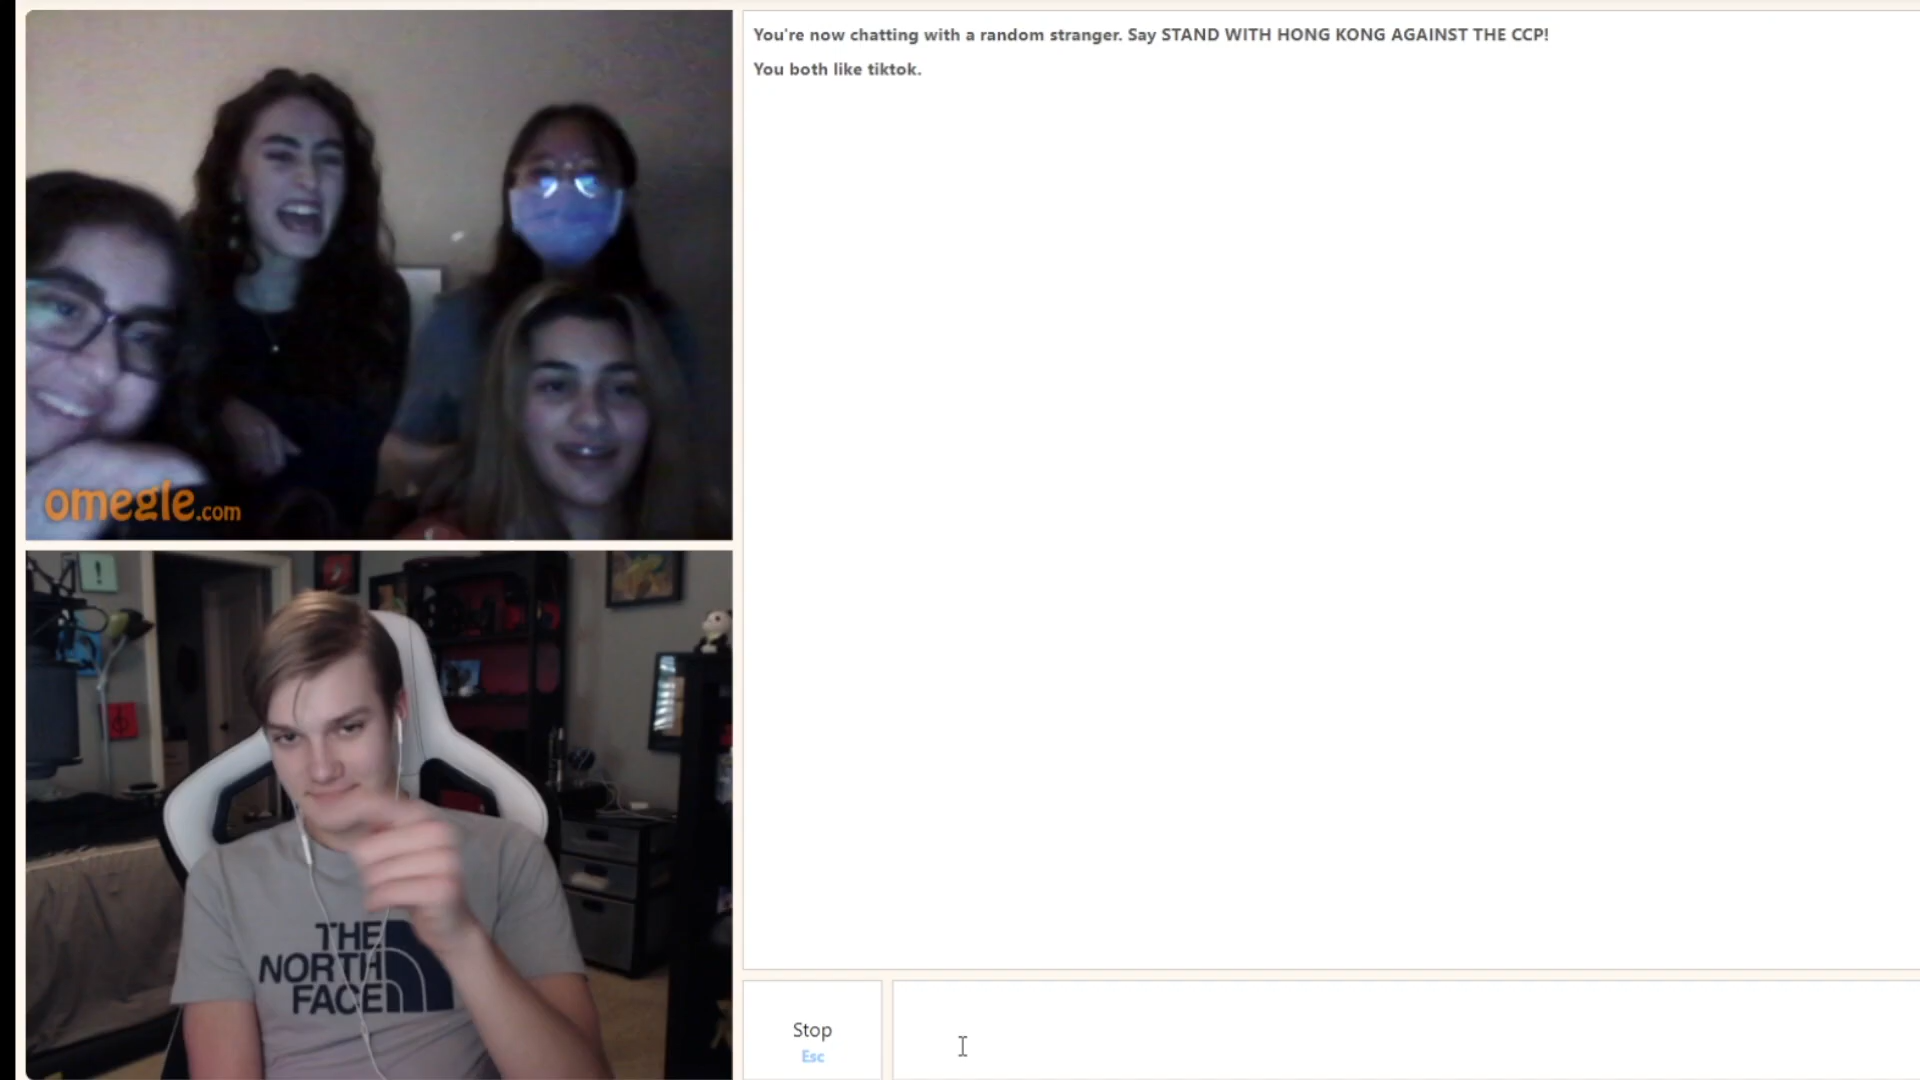 You're now chatting with a random stranger. Say STAND WITH HONG KONG AGAINST THE CCP!
You both like tiktok.
omegle.com
THE
NORTH
FACE
Stop
Esc